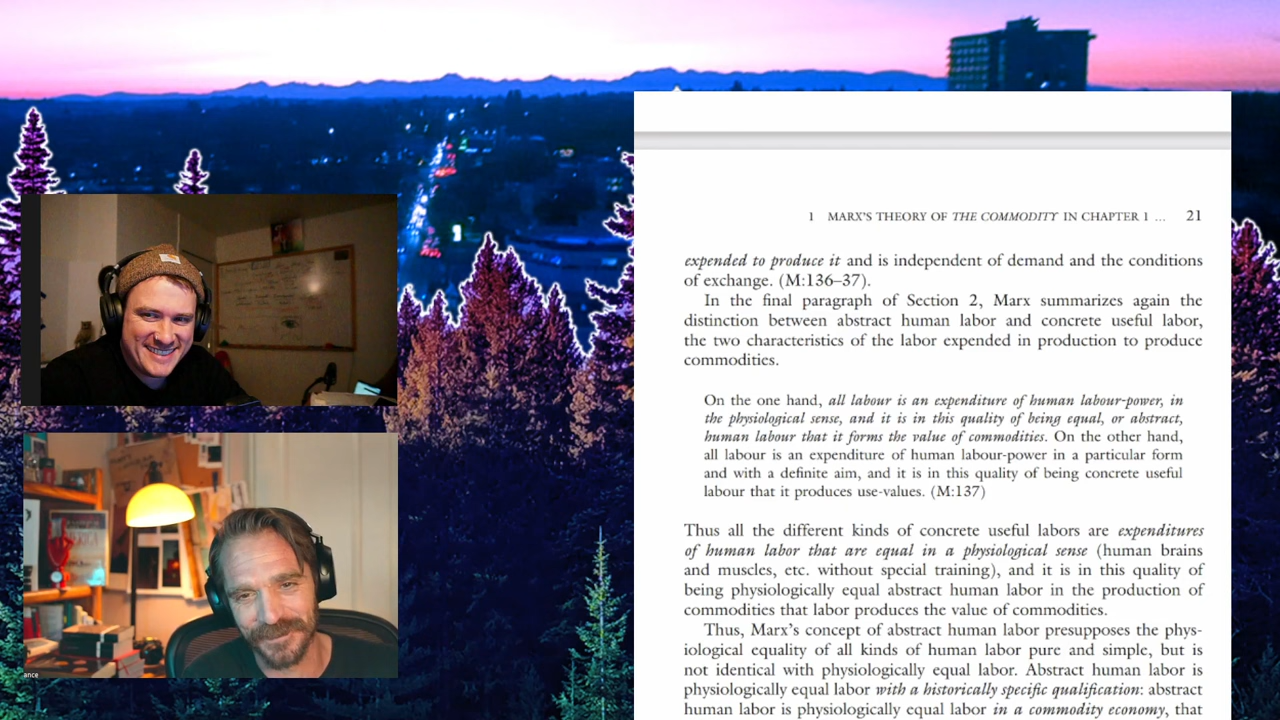 1 MARX'S THEORY OF THE COMMODITY IN CHAPTER 1 ... 21
expended to produce it and is independent of demand and the conditions
of exchange. (M:136–37).
In the final paragraph of Section 2, Marx summarizes again the
distinction between abstract human labor and concrete useful labor,
the two characteristics of the labor expended in production to produce
commodities.
On the one hand, all labour is an expenditure of human labour-power, in
the physiological sense, and it is in this quality of being equal, or abstract,
human labour that it forms the value of commodities. On the other hand,
all labour is an expenditure of human labour-power in a particular form
and with a definite aim, and it is in this quality of being concrete useful
labour that it produces use-values. (M:137)
Thus all the different kinds of concrete useful labors are expenditures
of human labor that are equal in a physiological sense (human brains
and muscles, etc. without special training), and it is in this quality of
being physiologically equal abstract human labor in the production of
commodities that labor produces the value of commodities.
Thus, Marx's concept of abstract human labor presupposes the phys-
iological equality of all kinds of human labor pure and simple, but is
not identical with physiologically equal labor. Abstract human labor is
physiologically equal labor with a historically specific qualification: abstract
human labor is physiologically equal labor in a commodity economy, that
ance